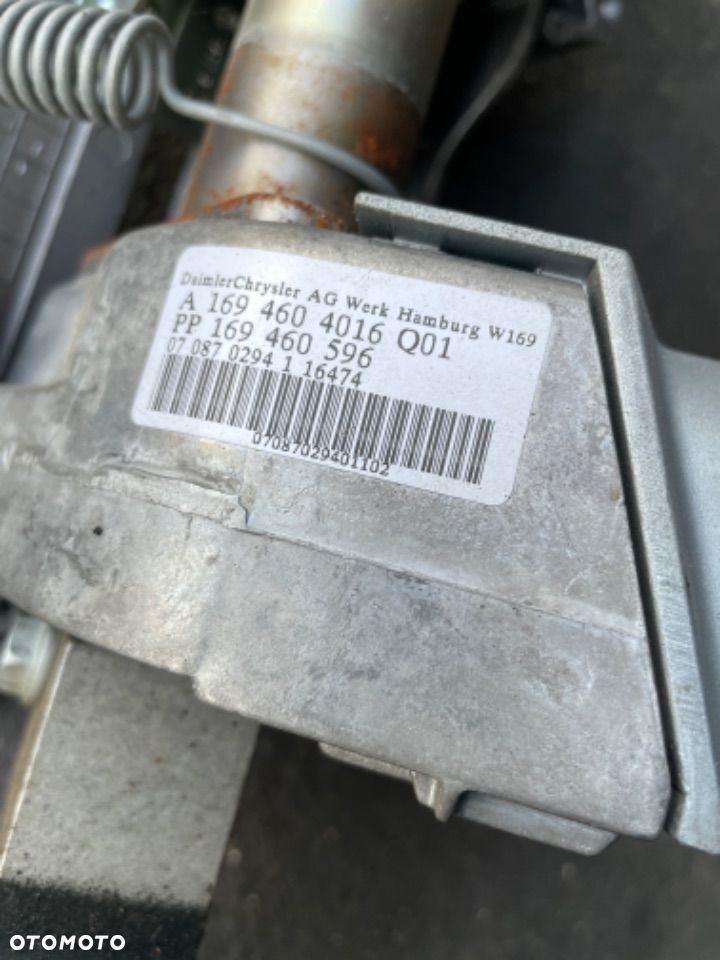 DaimlerChrysler AG Werk Hamburg W169
A 169 460 4016 Q01
PP 169 460 596
07 087 0294 1 16474
07087029401102
OTOMOTO